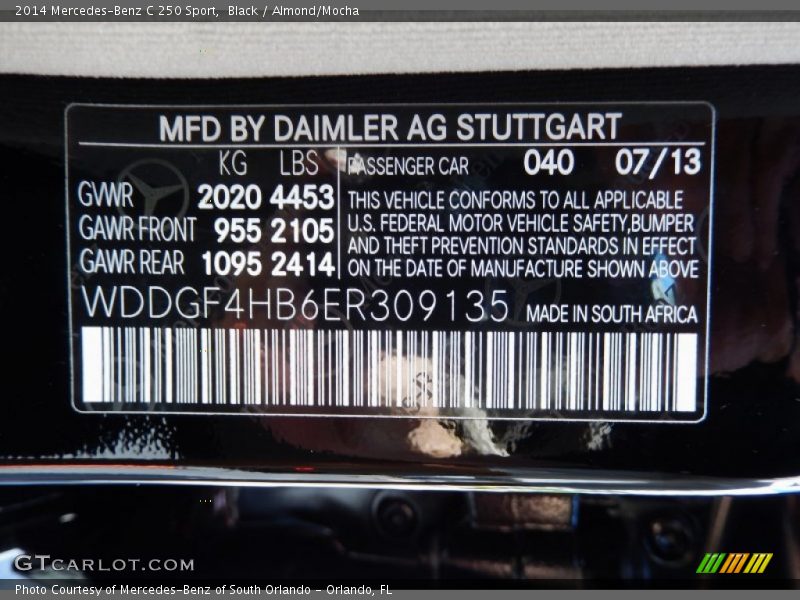 2014 Mercedes-Benz C 250 Sport, Black / Almond/Mocha
MFD BY DAIMLER AG STUTTGART
KG LBS PASSENGER CAR 040 07/13
GVWR 2020 4453
GAWR FRONT 955 2105
GAWR REAR 1095 2414
THIS VEHICLE CONFORMS TO ALL APPLICABLE
U.S. FEDERAL MOTOR VEHICLE SAFETY,BUMPER
AND THEFT PREVENTION STANDARDS IN EFFECT
ON THE DATE OF MANUFACTURE SHOWN ABOVE
WDDGF4HB6ER309135 MADE IN SOUTH AFRICA
GTCARLOT.COM
Photo Courtesy of Mercedes-Benz of South Orlando - Orlando, FL